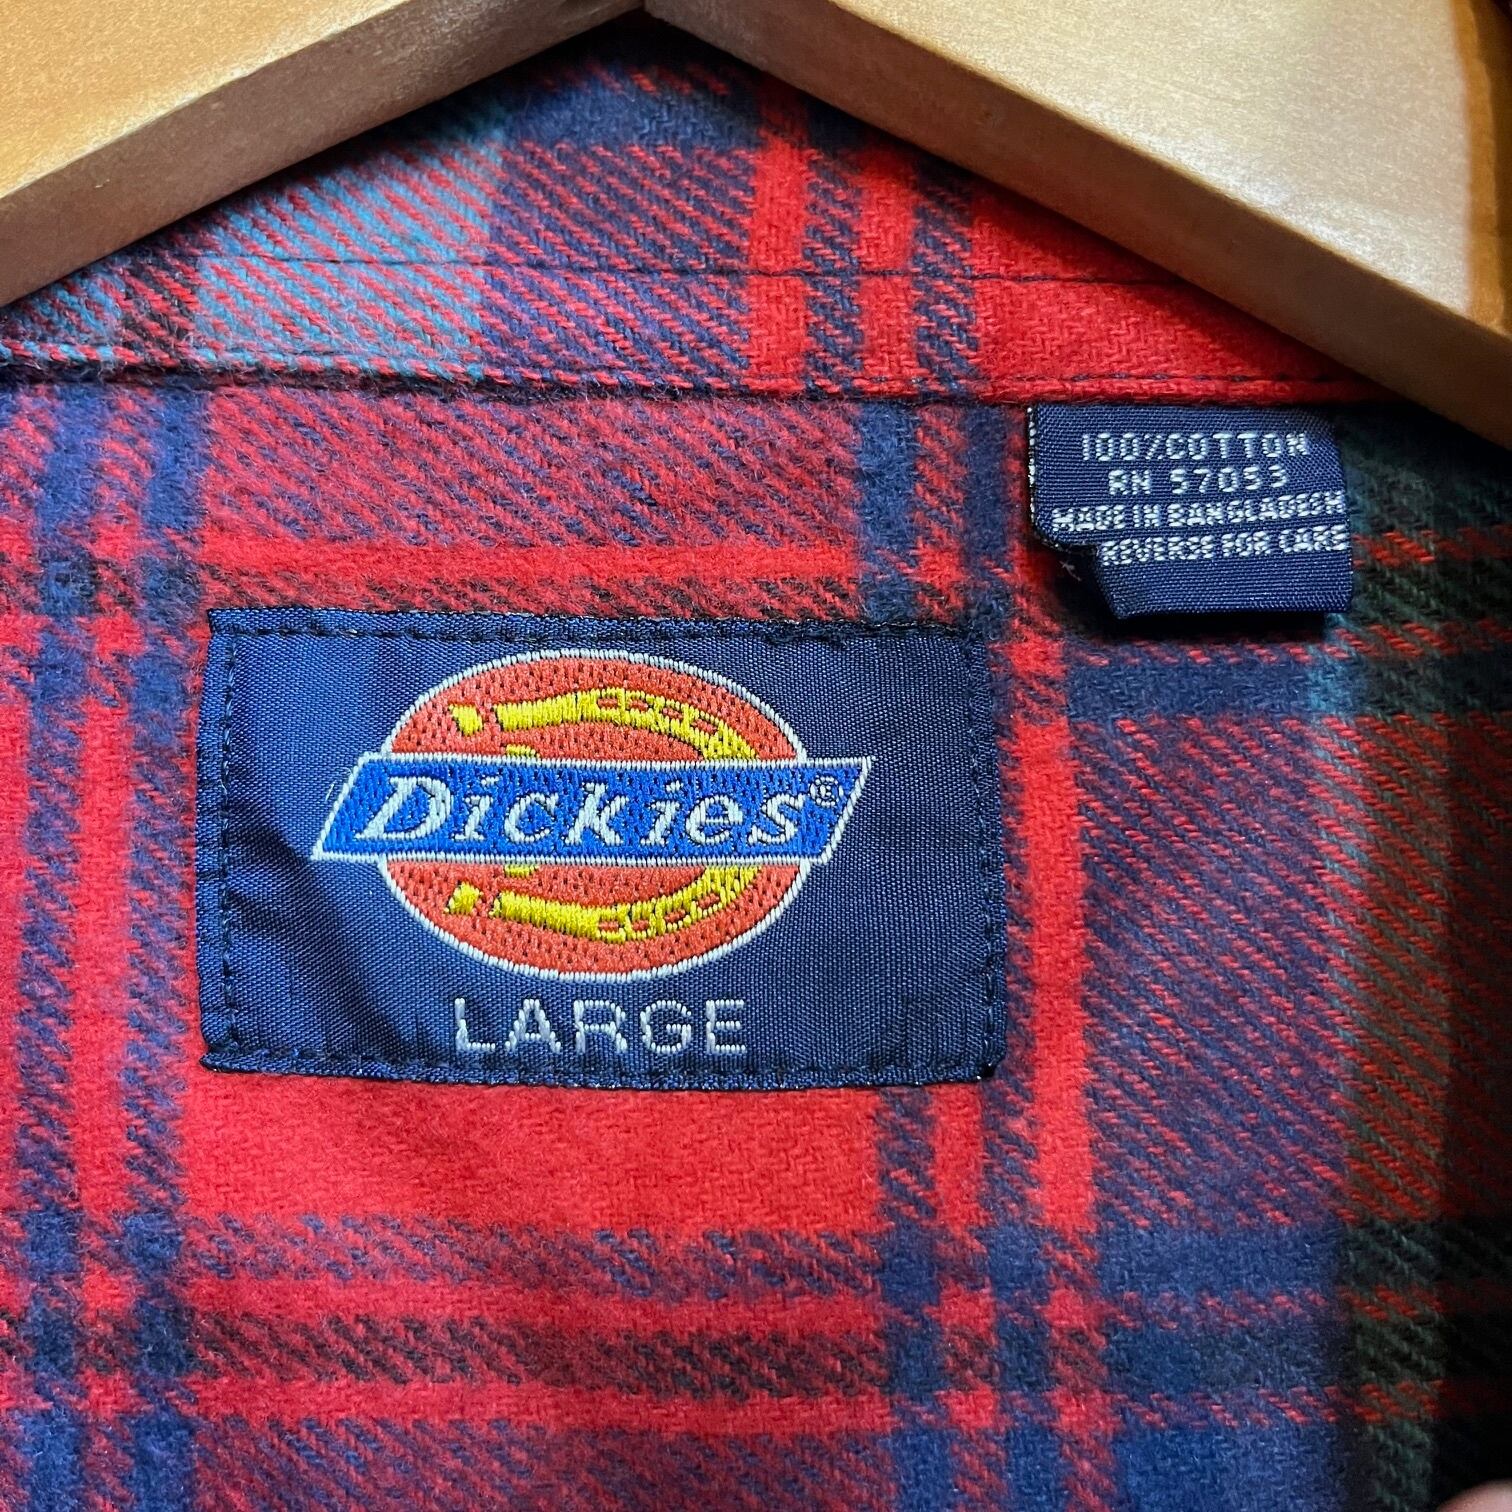 100% COTTON
RN 57053
MADE IN BANGLADESH
REVERSE FOR CARE
Dickies®
LARGE